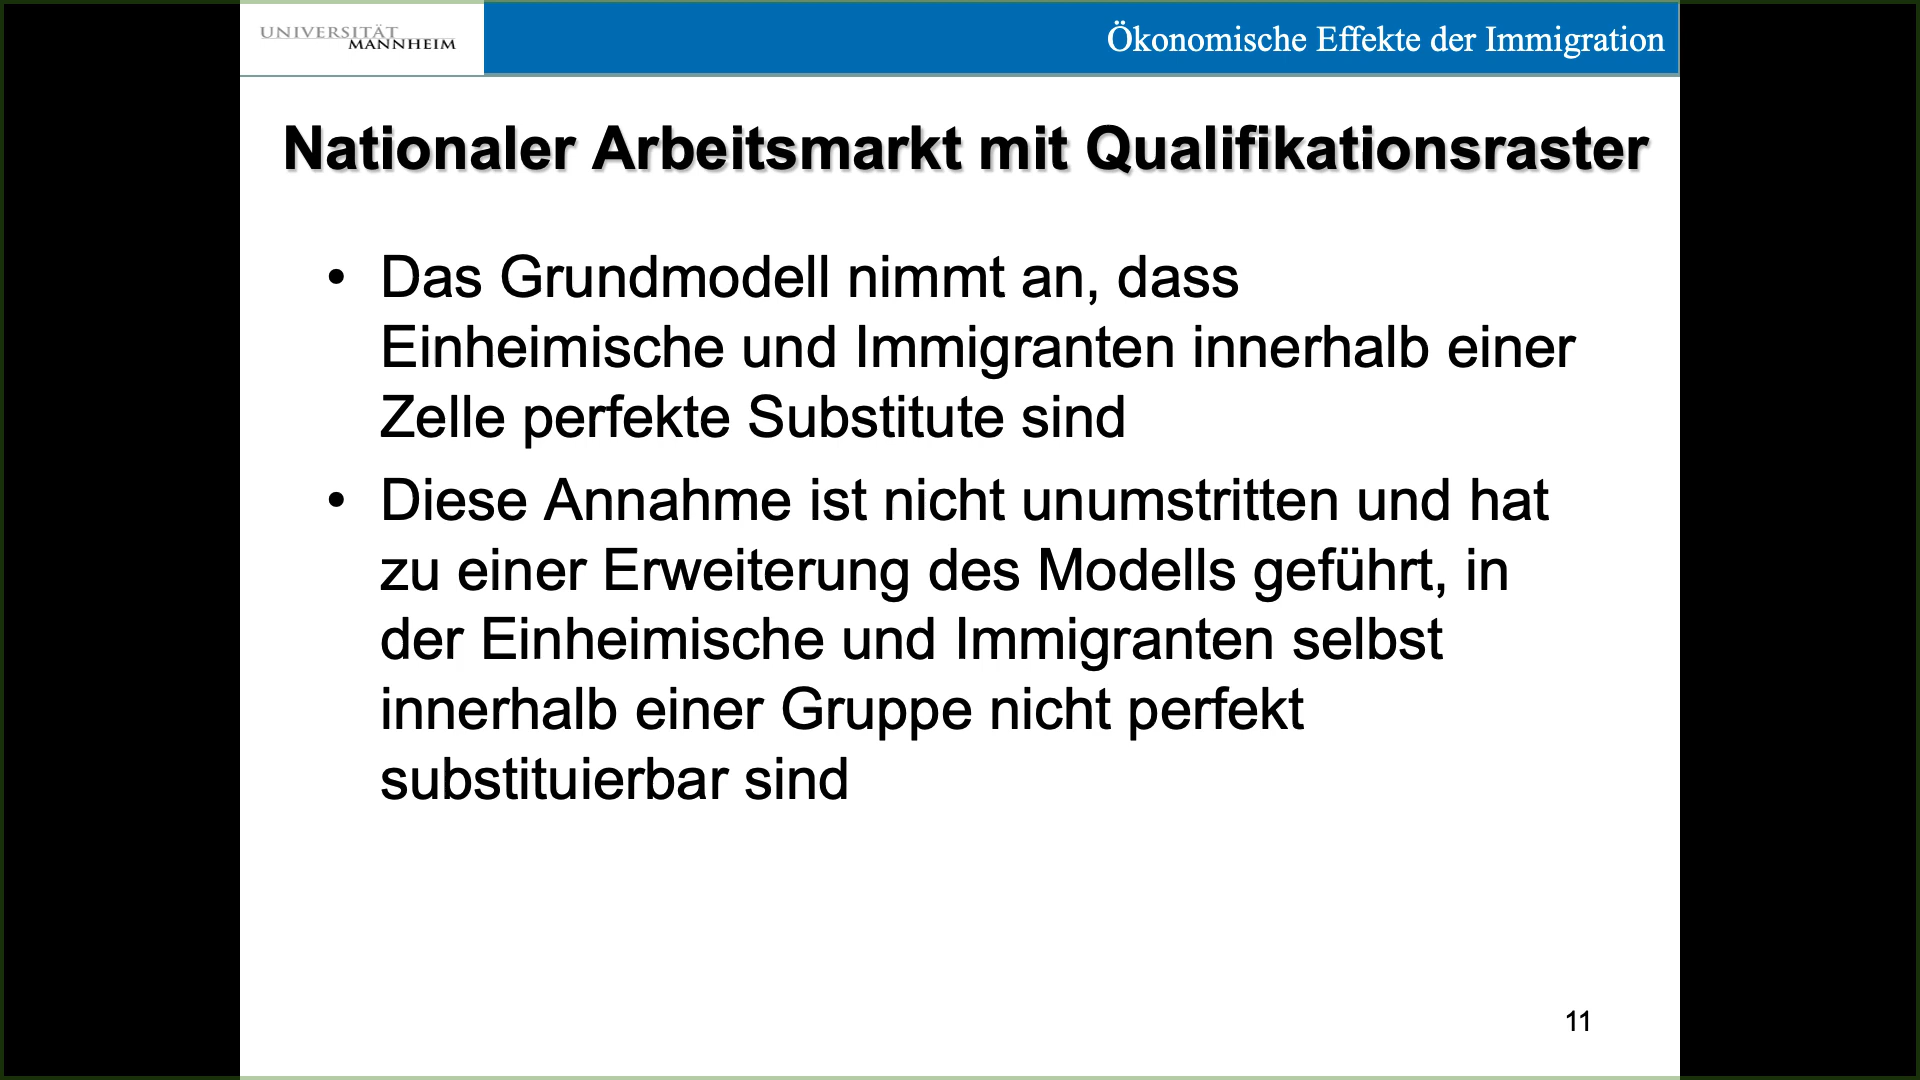 UNIVERSITÄT
MANNHEIM
Ökonomische Effekte der Immigration
Nationaler Arbeitsmarkt mit Qualifikationsraster
• Das Grundmodell nimmt an, dass
Einheimische und Immigranten innerhalb einer
Zelle perfekte Substitute sind
• Diese Annahme ist nicht unumstritten und hat
zu einer Erweiterung des Modells geführt, in
der Einheimische und Immigranten selbst
innerhalb einer Gruppe nicht perfekt
substituierbar sind
11